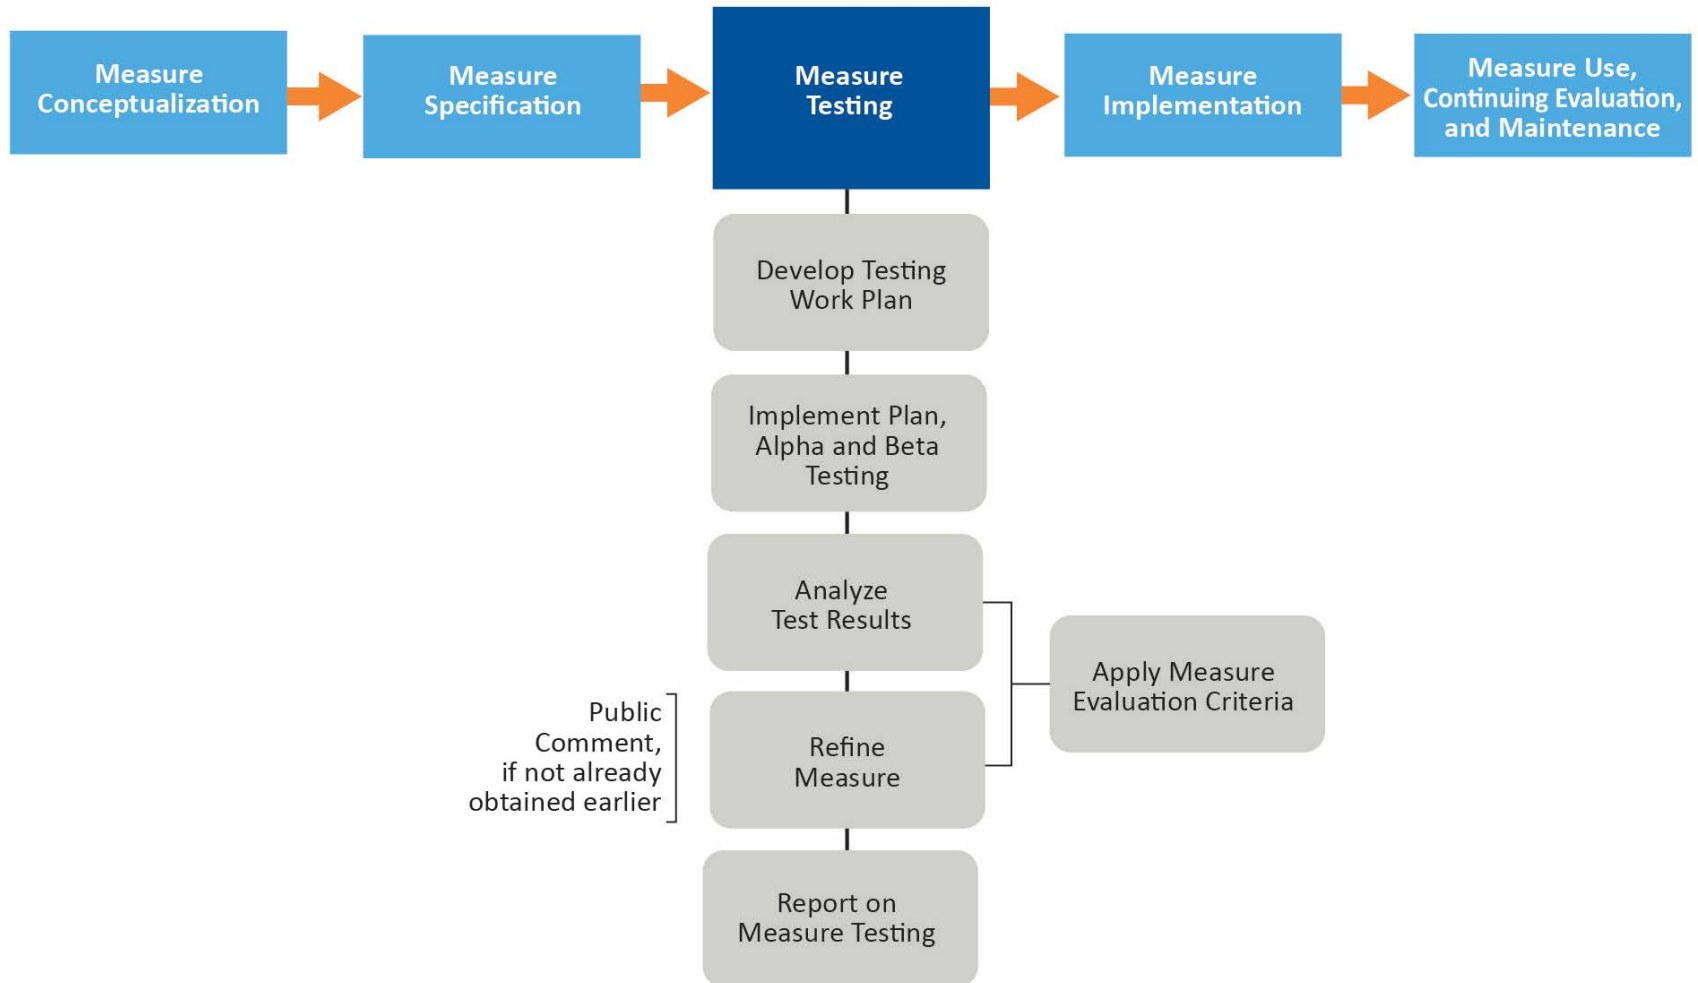 Measure
Conceptualization
Measure
Specification
Measure
Testing
Measure
Implementation
Measure Use,
Continuing Evaluation,
and Maintenance
Develop Testing
Work Plan
Implement Plan,
Alpha and Beta
Testing
Analyze
Test Results
Apply Measure
Evaluation Criteria
Public
Comment,
if not already
obtained earlier
Refine
Measure
Report on
Measure Testing